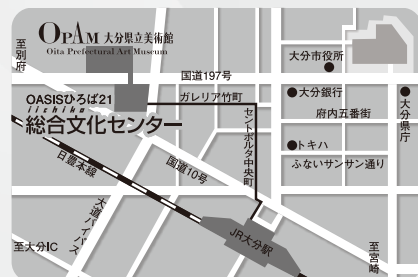 OPAM 大分県立美術館
Oita Prefectural Art Museum
至別府
大分市役所
国道197号
OASISひろば21
iichiko
総合文化センター
ガレリア竹町
大分銀行
大分県庁
府内五番街
セントポルタ中央町
トキハ
ふないサンサン通り
国道10号
日豊本線
大道バイパス
JR大分駅
至大分IC
至宮崎